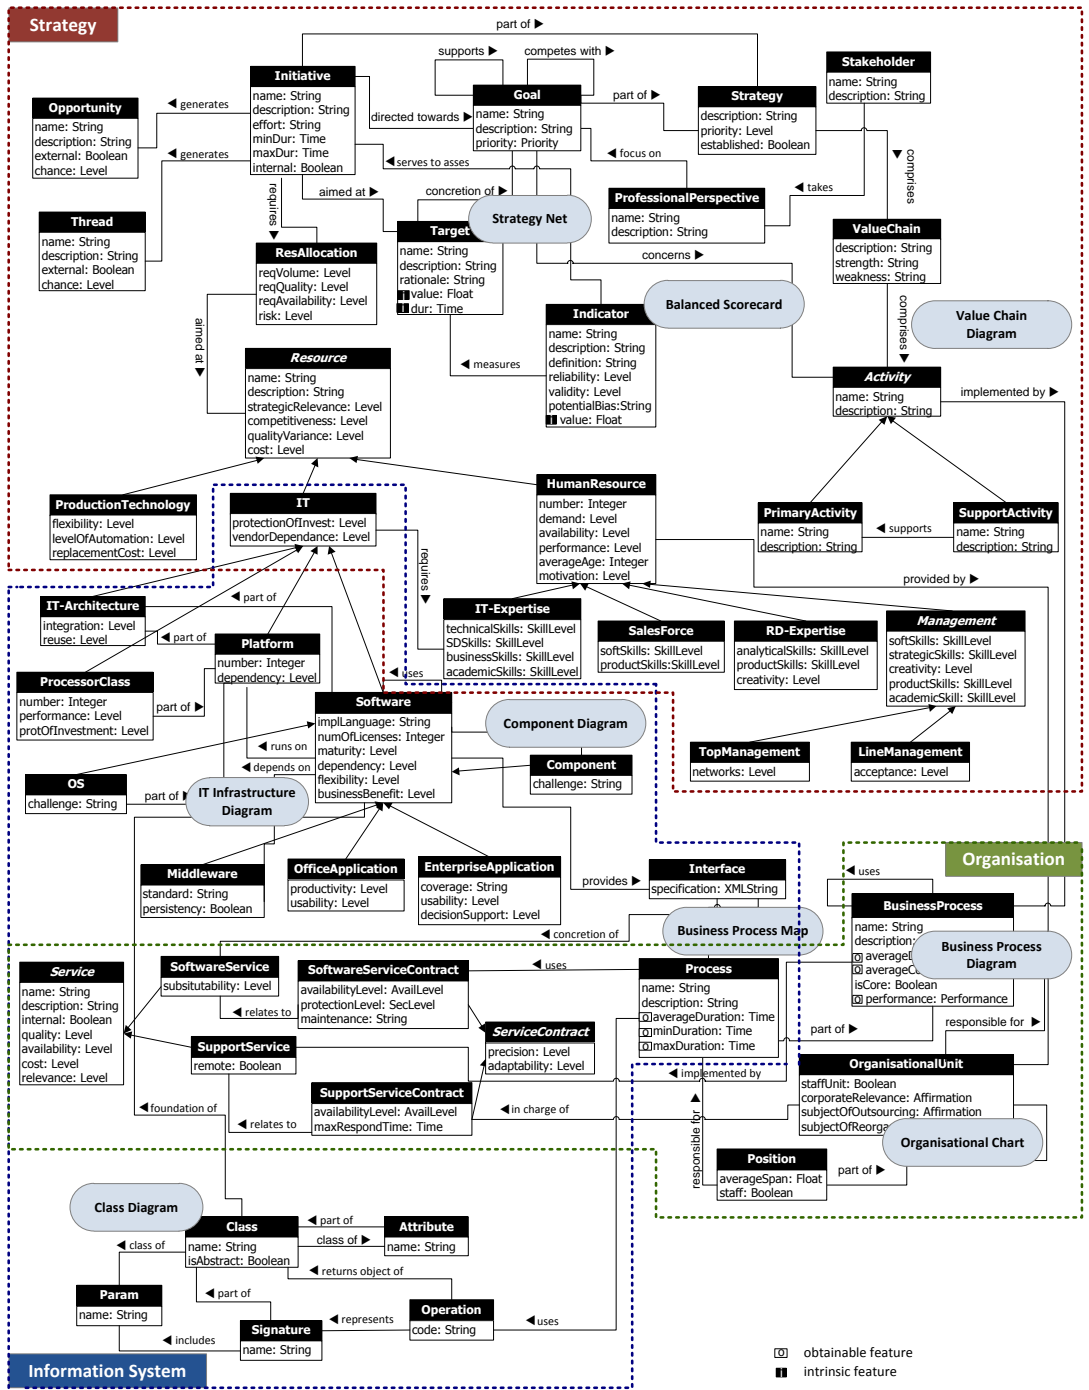 Strategy
part of ▶
supports ▶
competes with ▶
Stakeholder
name: String
description: String
Initiative
name: String
description: String
effort: String
minDur: Time
maxDur: Time
internal: Boolean
Goal
name: String
description: String
priority: Priority
part of ▶
Strategy
description: String
priority: Level
established: Boolean
Opportunity
name: String
description: String
external: Boolean
chance: Level
◀ generates
directed towards ▶
◀ generates
◀ serves to asses
◀ focus on
comprises ▶
requires ▶
aimed at ▶
concretion of ▶
Strategy Net
ProfessionalPerspective
name: String
description: String
◀ takes
Thread
name: String
description: String
external: Boolean
chance: Level
Target
name: String
description: String
rationale: String
I value: Float
I dur: Time
ValueChain
description: String
strength: String
weakness: String
ResAllocation
reqVolume: Level
reqQuality: Level
reqAvailability: Level
risk: Level
concerns ▶
Balanced Scorecard
Value Chain
Diagram
Indicator
name: String
description: String
definition: String
reliability: Level
validity: Level
potentialBias:String
I value: Float
aimed at ▶
◀ measures
comprises ▶
Resource
name: String
description: String
strategicRelevance: Level
competitiveness: Level
qualityVariance: Level
cost: Level
Activity
name: String
description: String
implemented by ▶
ProductionTechnology
flexibility: Level
levelOfAutomation: Level
replacementCost: Level
IT
protectionOfInvest: Level
vendorDependance: Level
HumanResource
number: Integer
demand: Level
availability: Level
performance: Level
averageAge: Integer
motivation: Level
PrimaryActivity
name: String
description: String
◀ supports
SupportActivity
name: String
description: String
requires ▶
provided by ▶
IT-Architecture
integration: Level
reuse: Level
◀ part of
◀ part of
Platform
number: Integer
dependency: Level
IT-Expertise
technicalSkills: SkillLevel
SDSkills: SkillLevel
businessSkills: SkillLevel
academicSkills: SkillLevel
SalesForce
softSkills: SkillLevel
productSkills:SkillLevel
RD-Expertise
analyticalSkills: SkillLevel
productSkills: SkillLevel
creativity: Level
Management
softSkills: SkillLevel
strategicSkills: SkillLevel
creativity: Level
productSkills: SkillLevel
academicSkill: SkillLevel
ProcessorClass
number: Integer
performance: Level
protOfInvestment: Level
part of ▶
◀ uses
Software
implLanguage: String
numOfLicenses: Integer
maturity: Level
dependency: Level
flexibility: Level
businessBenefit: Level
Component Diagram
◀ runs on
◀ depends on
Component
challenge: String
TopManagement
networks: Level
LineManagement
acceptance: Level
OS
challenge: String
part of ▶
IT Infrastructure
Diagram
Middleware
standard: String
persistency: Boolean
OfficeApplication
productivity: Level
usability: Level
EnterpriseApplication
coverage: String
usability: Level
decisionSupport: Level
provides ▶
Interface
specification: XMLString
Organisation
◀ uses
BusinessProcess
name: String
description:
O averageD
O averageCo
isCore: Boolean
O performance: Performance
Business Process
Diagram
Business Process Map
◀ concretion of
Service
name: String
description: String
internal: Boolean
quality: Level
availability: Level
cost: Level
relevance: Level
SoftwareService
subsitutability: Level
SoftwareServiceContract
availabilityLevel: AvailLevel
protectionLevel: SecLevel
maintenance: String
◀ uses
Process
name: String
description: String
O averageDuration: Time
O minDuration: Time
O maxDuration: Time
◀ relates to
ServiceContract
precision: Level
adaptability: Level
part of ▶
responsible for ▶
SupportService
remote: Boolean
◀ implemented by
OrganisationalUnit
staffUnit: Boolean
corporateRelevance: Affirmation
subjectOfOutsourcing: Affirmation
subjectOfReorga
Organisational Chart
SupportServiceContract
availabilityLevel: AvailLevel
maxRespondTime: Time
◀ foundation of
◀ relates to
◀ in charge of
responsible for ▶
Position
averageSpan: Float
staff: Boolean
part of ▶
Class Diagram
Class
name: String
isAbstract: Boolean
◀ part of
class of ▶
Attribute
name: String
◀ class of
◀ returns object of
Param
name: String
◀ part of
Operation
code: String
◀ represents
◀ uses
Signature
name: String
◀ includes
Information System
O obtainable feature
I intrinsic feature